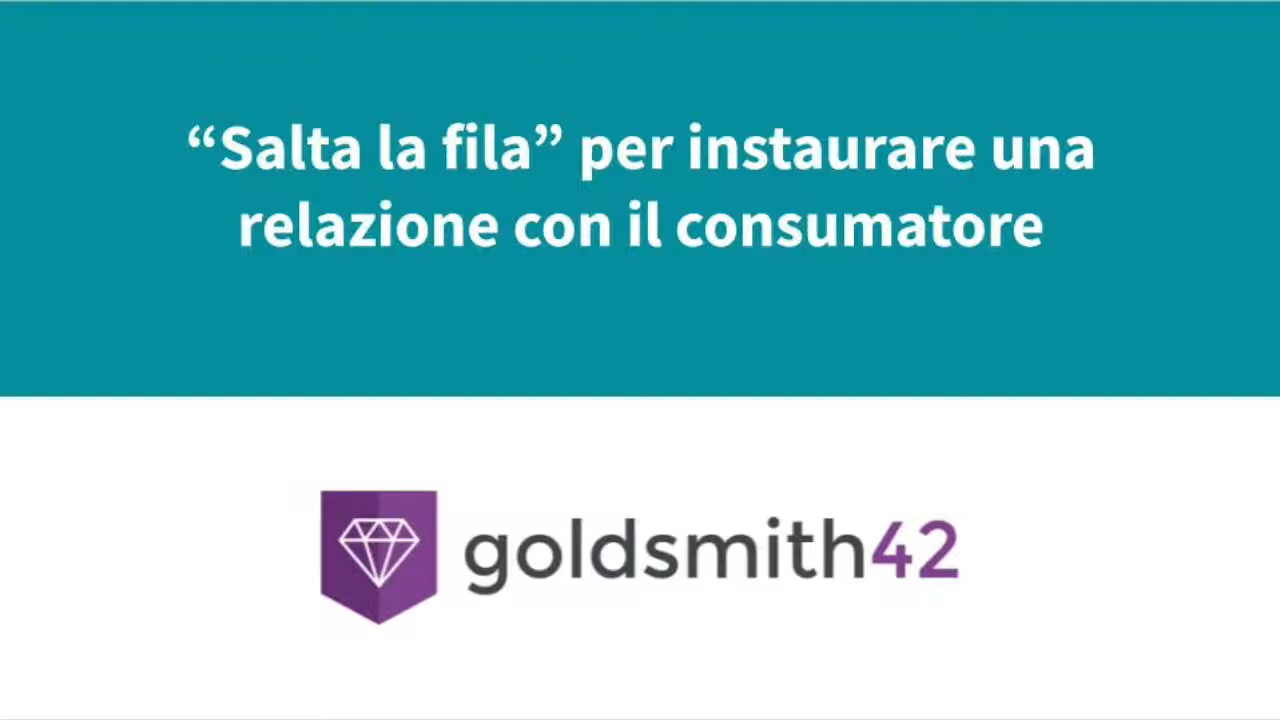 “Salta la fila” per instaurare una
relazione con il consumatore
goldsmith42